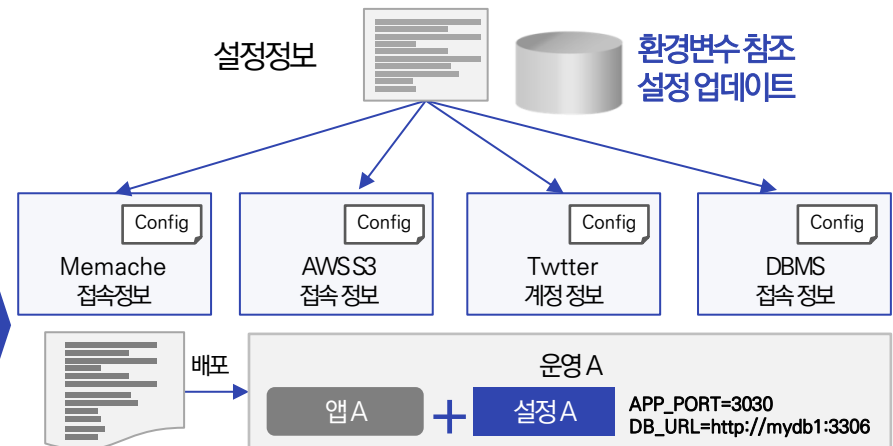 설정정보
환경변수 참조
설정 업데이트
Config
Memache
접속정보
Config
AWS S3
접속 정보
Config
Twtter
계정 정보
Config
DBMS
접속 정보
배포
운영 A
앱 A
+
설정 A
APP_PORT=3030
DB_URL=http://mydb1:3306